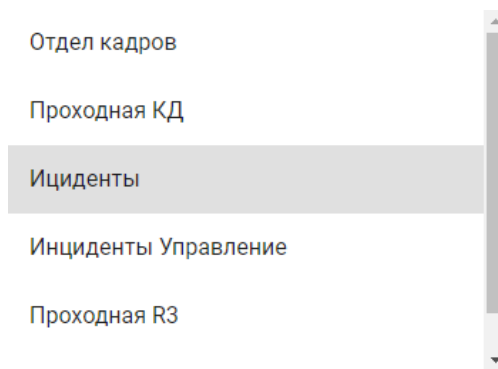 Отдел кадров
Проходная КД
Ициденты
Инциденты Управление
Проходная R3